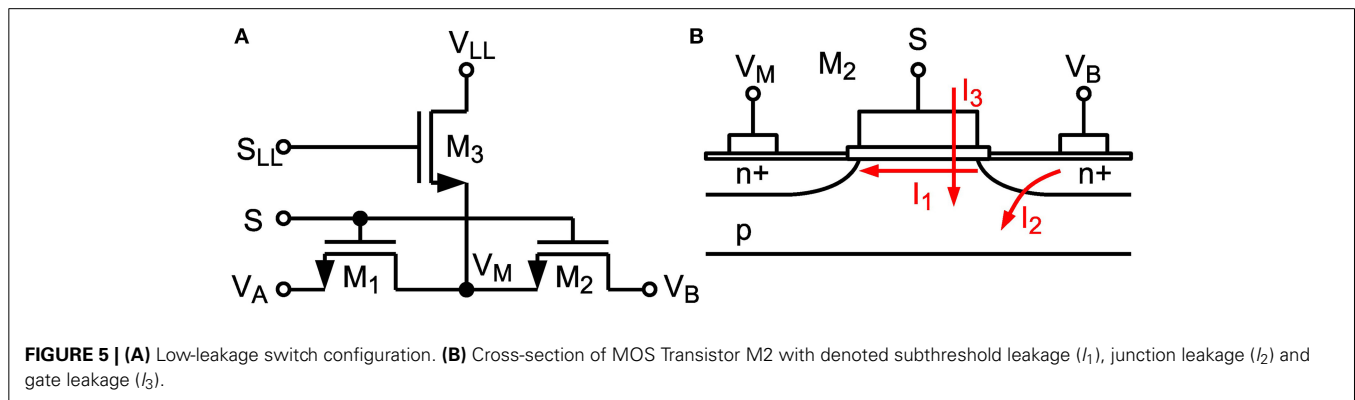 A
V_LL
S_LL
M_3
S
V_A
M_1
V_M
M_2
V_B
B
S
V_M
M_2
V_B
I_3
n+
n+
I_1
I_2
p
FIGURE 5 | (A) Low-leakage switch configuration. (B) Cross-section of MOS Transistor M2 with denoted subthreshold leakage (I_1), junction leakage (I_2) and
gate leakage (I_3).